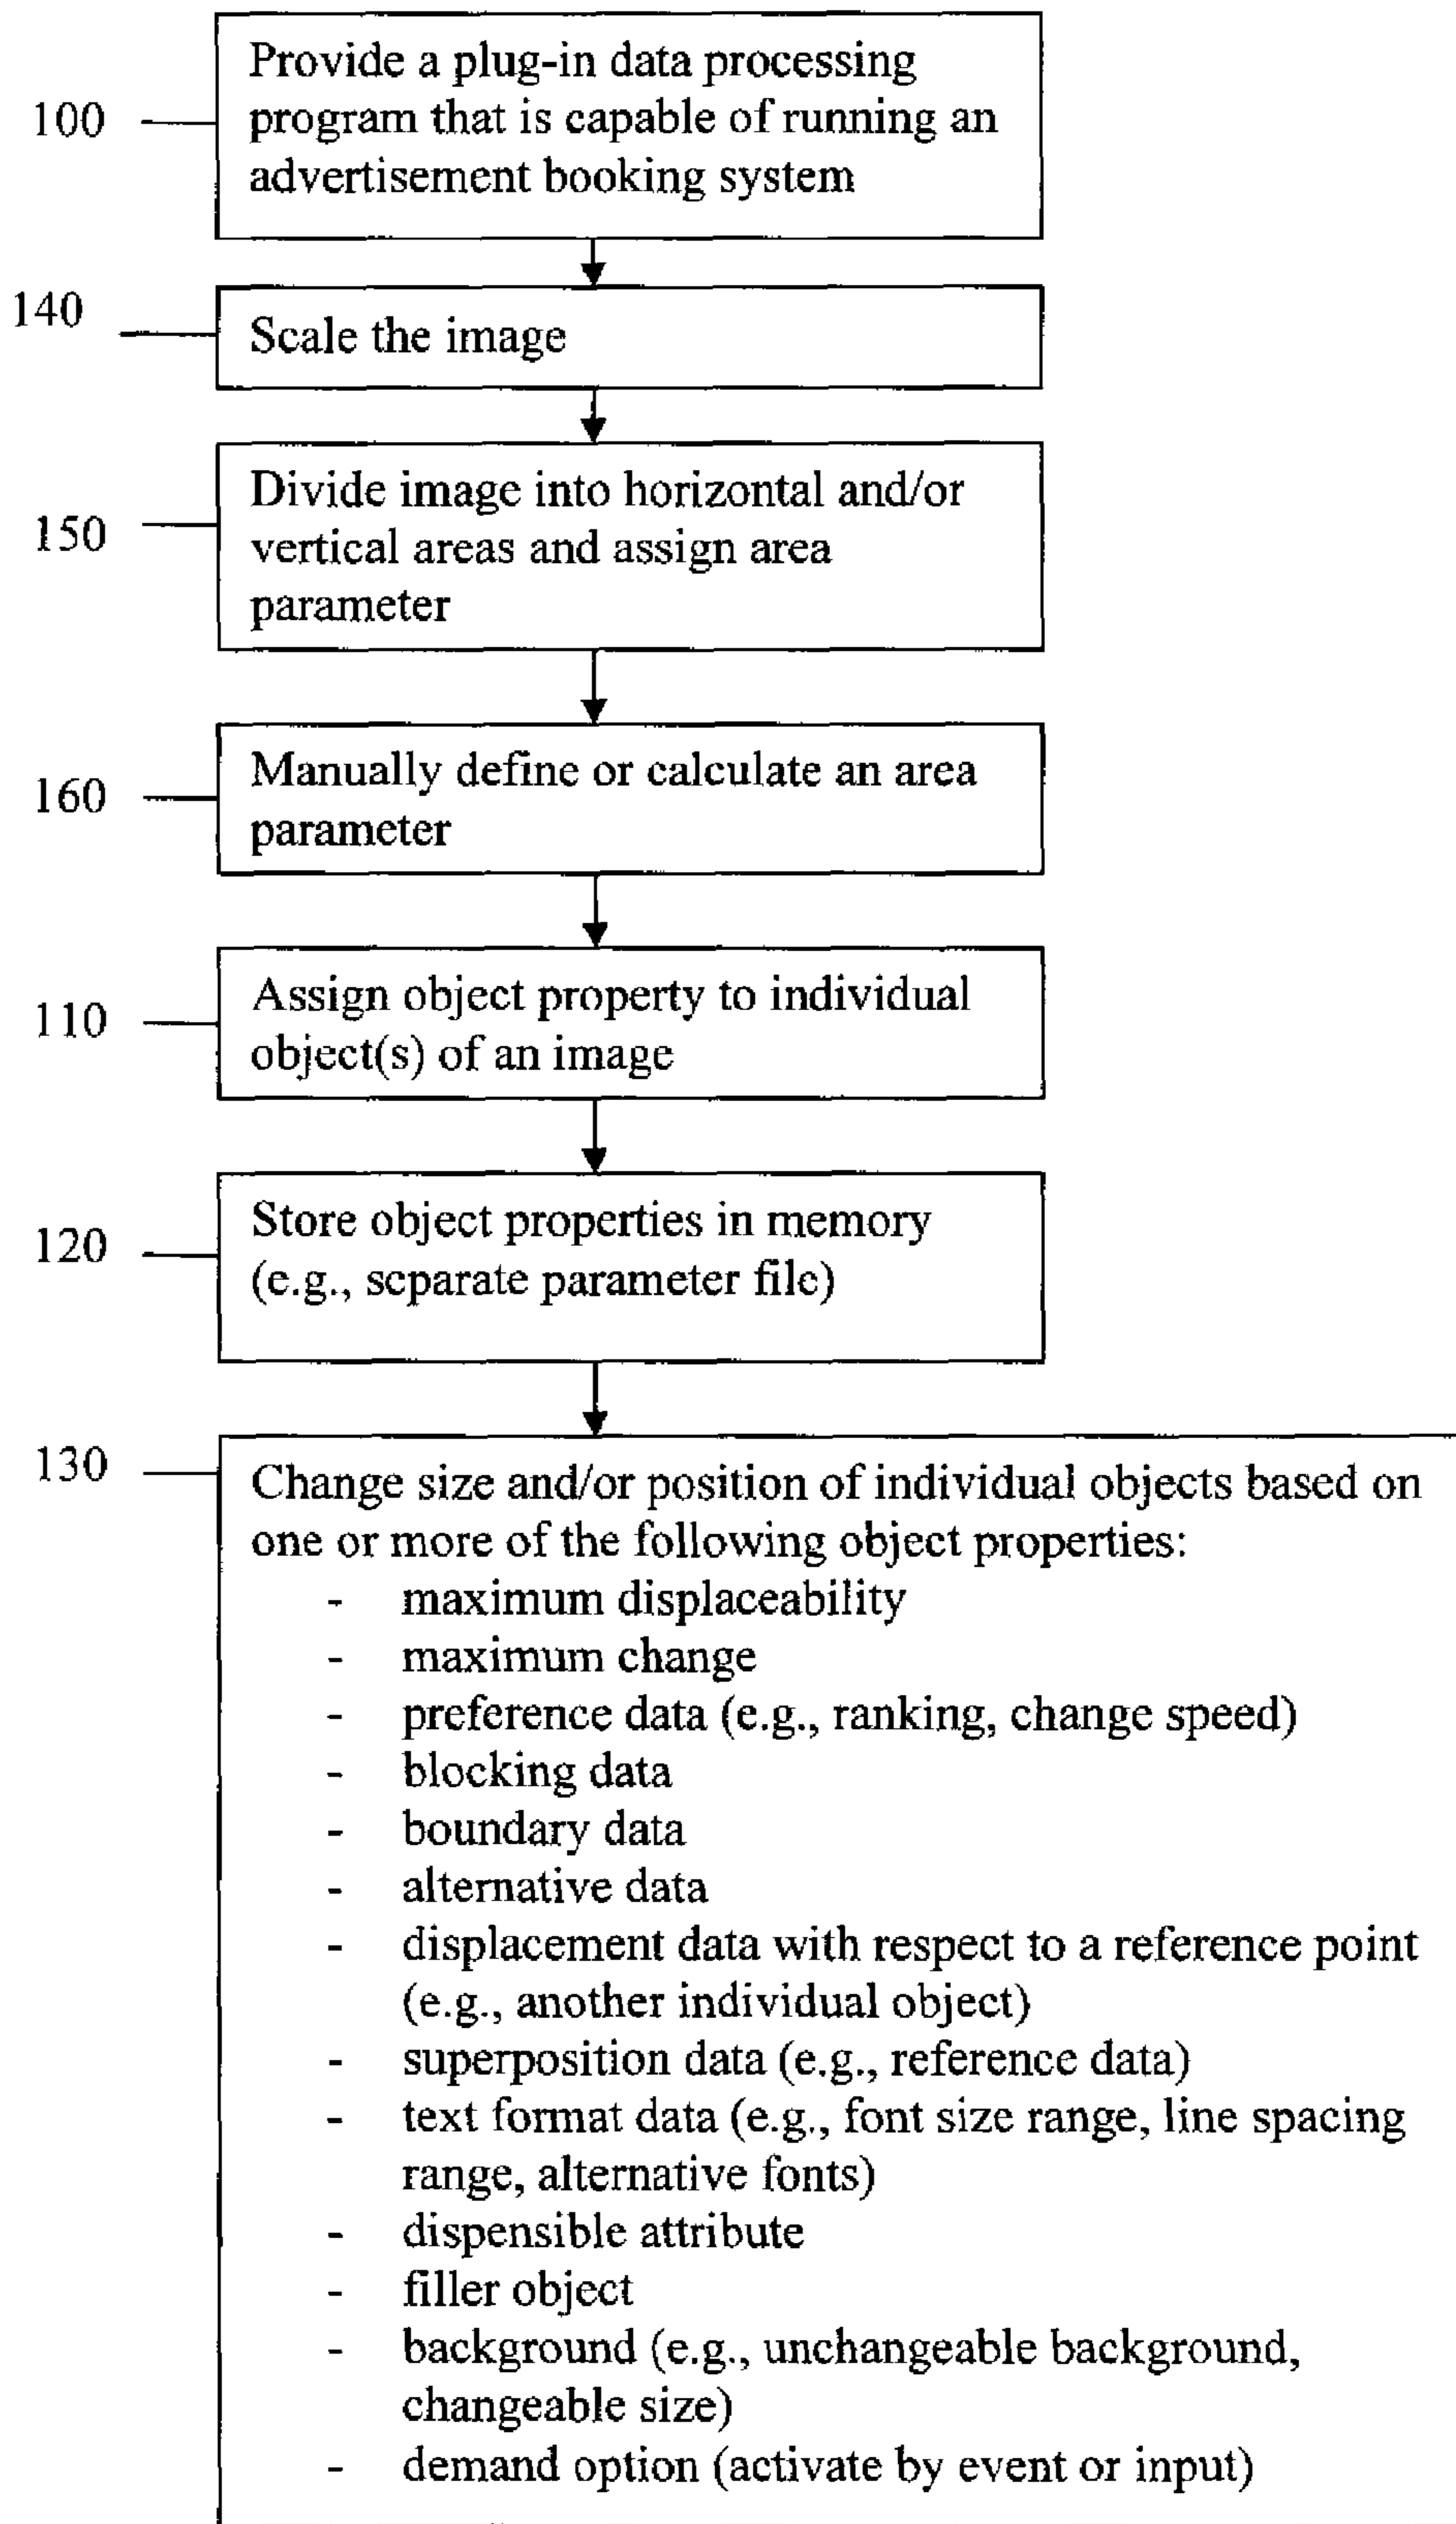 Provide a plug-in data processing
100
program that is capable of running an
advertisement booking system
140
Scale the image
Divide image into horizontal and/or
150
vertical areas and assign area
parameter
Manually define or calculate an area
160
parameter
Assign object property to individual
110
object(s) of an image
Store object properties in memory
120
(e.g., separate parameter file)
130
Change size and/or position of individual objects based on
one or more of the following object properties:
- maximum displaceability
- maximum change
- preference data (e.g., ranking, change speed)
- blocking data
- boundary data
- alternative data
- displacement data with respect to a reference point
(e.g., another individual object)
- superposition data (e.g., reference data)
- text format data (e.g., font size range, line spacing
range, alternative fonts)
- dispensible attribute
- filler object
- background (e.g., unchangeable background,
changeable size)
- demand option (activate by event or input)